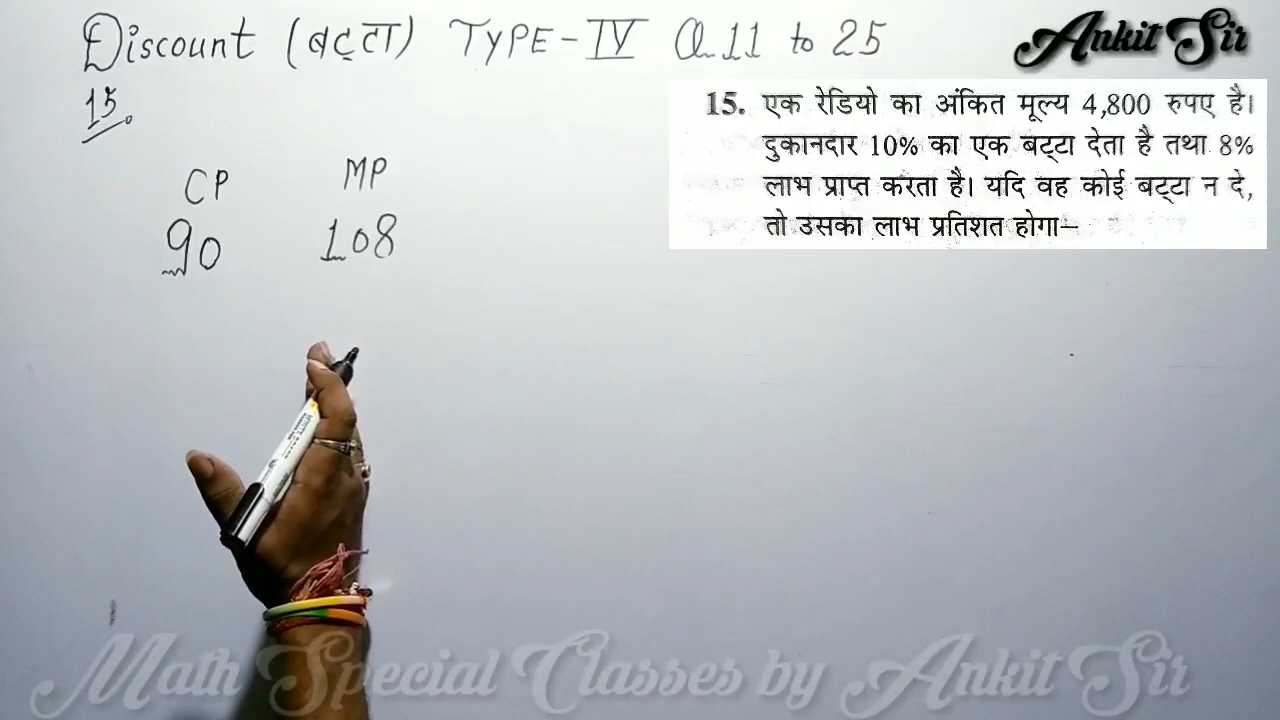 Discount (बट्टा) TYPE-IV Q.11 to 25
Ankit Sir
15.
15. एक रेडियो का अंकित मूल्य 4,800 रुपए है।
दुकानदार 10% का एक बट्टा देता है तथा 8%
लाभ प्राप्त करता है। यदि वह कोई बट्टा न दे,
तो उसका लाभ प्रतिशत होगा–
CP MP
90 108
Math Special Classes by Ankit Sir